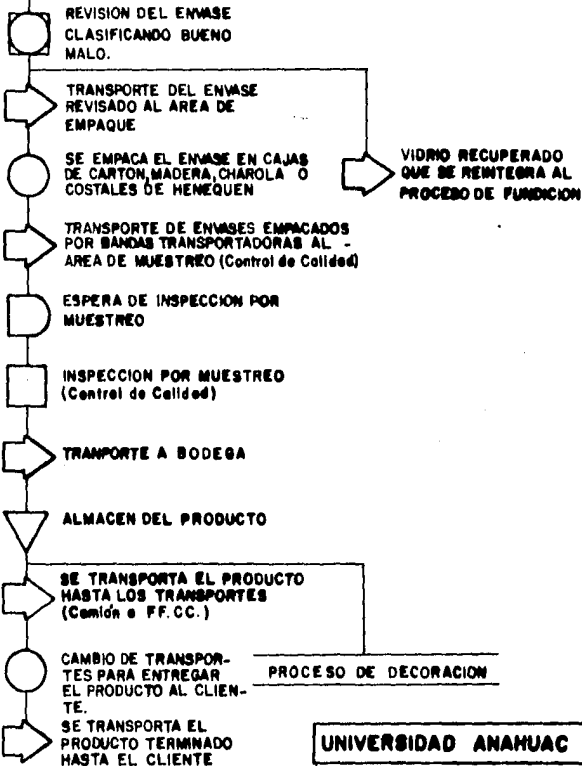 REVISION DEL ENVASE
CLASIFICANDO BUENO
MALO.
TRANSPORTE DEL ENVASE
REVISADO AL AREA DE
EMPAQUE
SE EMPACA EL ENVASE EN CAJAS
DE CARTON, MADERA, CHAROLA O
COSTALES DE HENEQUEN
VIDRIO RECUPERADO
QUE SE REINTEGRA AL
PROCESO DE FUNDICION
TRANSPORTE DE ENVASES EMPACADOS
POR BANDAS TRANSPORTADORAS AL -
AREA DE MUESTREO (Control de Calidad)
ESPERA DE INSPECCION POR
MUESTREO
INSPECCION POR MUESTREO
(Control de Calidad)
TRANPORTE A BODEGA
ALMACEN DEL PRODUCTO
SE TRANSPORTA EL PRODUCTO
HASTA LOS TRANSPORTES
(Camión o FF.CC.)
CAMBIO DE TRANSPOR-
TES PARA ENTREGAR
EL PRODUCTO AL CLIEN-
TE.
PROCESO DE DECORACION
SE TRANSPORTA EL
PRODUCTO TERMINADO
HASTA EL CLIENTE
UNIVERSIDAD ANAHUAC